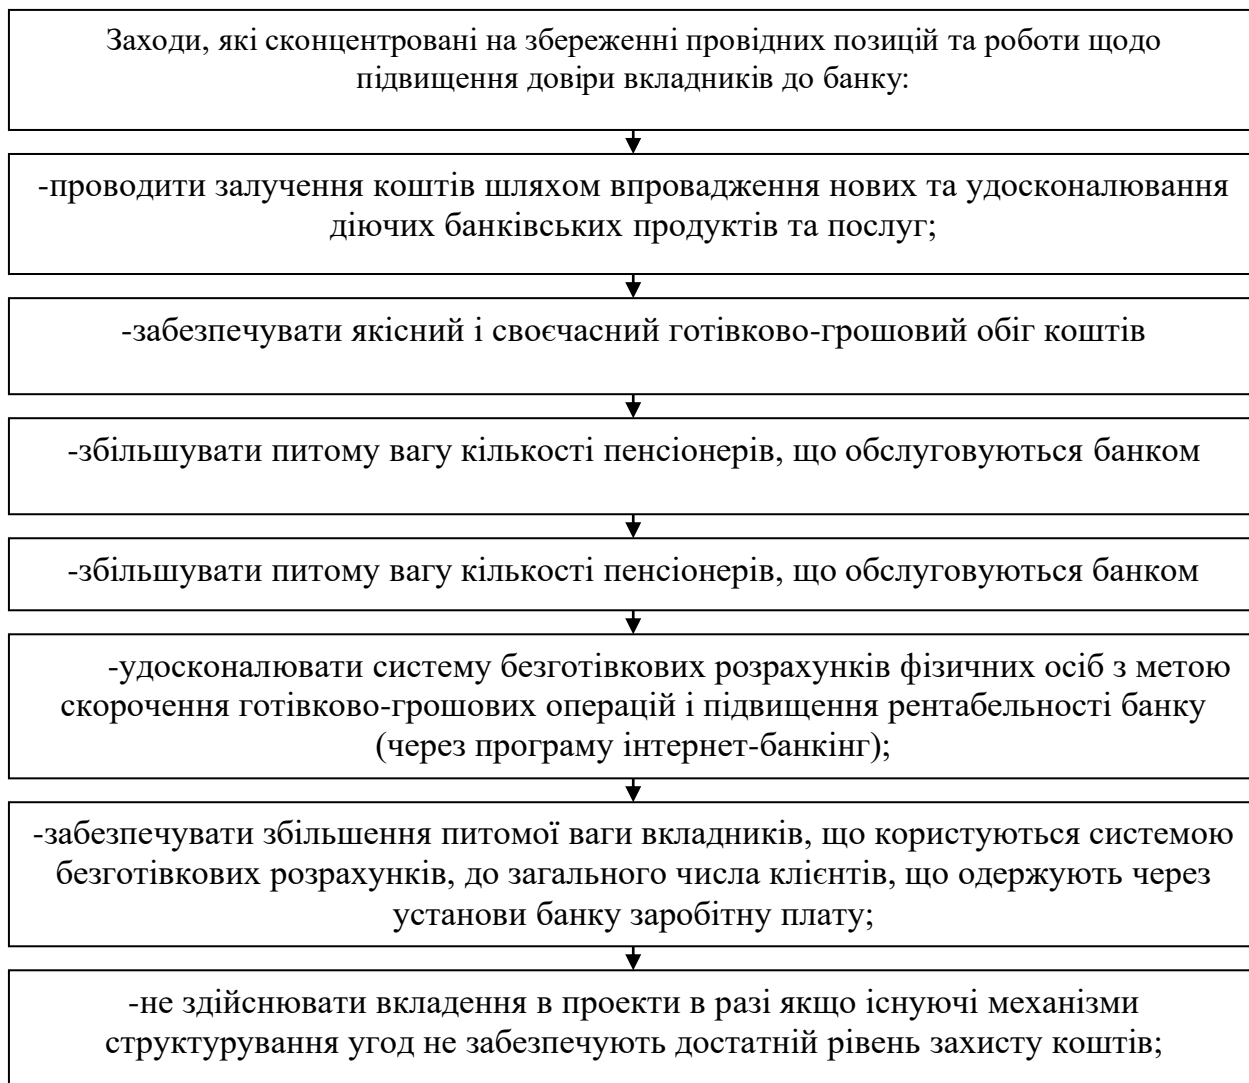 Заходи, які сконцентровані на збереженні провідних позицій та роботи щодо
підвищення довіри вкладників до банку:
-проводити залучення коштів шляхом впровадження нових та удосконалювання
діючих банківських продуктів та послуг;
-забезпечувати якісний і своєчасний готівково-грошовий обіг коштів
-збільшувати питому вагу кількості пенсіонерів, що обслуговуються банком
-збільшувати питому вагу кількості пенсіонерів, що обслуговуються банком
-удосконалювати систему безготівкових розрахунків фізичних осіб з метою
скорочення готівково-грошових операцій і підвищення рентабельності банку
(через програму інтернет-банкінг);
-забезпечувати збільшення питомої ваги вкладників, що користуються системою
безготівкових розрахунків, до загального числа клієнтів, що одержують через
установи банку заробітну плату;
-не здійснювати вкладення в проекти в разі якщо існуючі механізми
структурування угод не забезпечують достатній рівень захисту коштів;